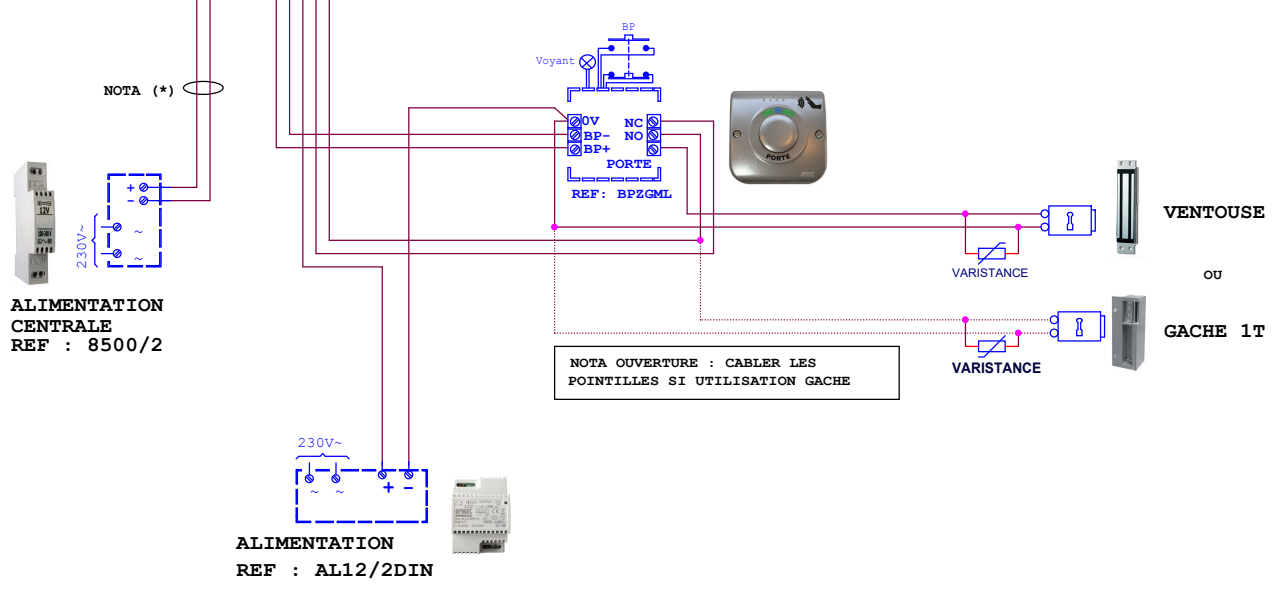 BP
Voyant
NOTA (*)
0V NC
BP- NO
BP+
PORTE
REF: BPZGML
PORTE
+
-
12V
230V~
~
~
VENTOUSE
VARISTANCE
OU
ALIMENTATION
CENTRALE
REF : 8500/2
GACHE 1T
NOTA OUVERTURE : CABLER LES
POINTILLES SI UTILISATION GACHE
VARISTANCE
230V~
~ ~ + -
ALIMENTATION
REF : AL12/2DIN